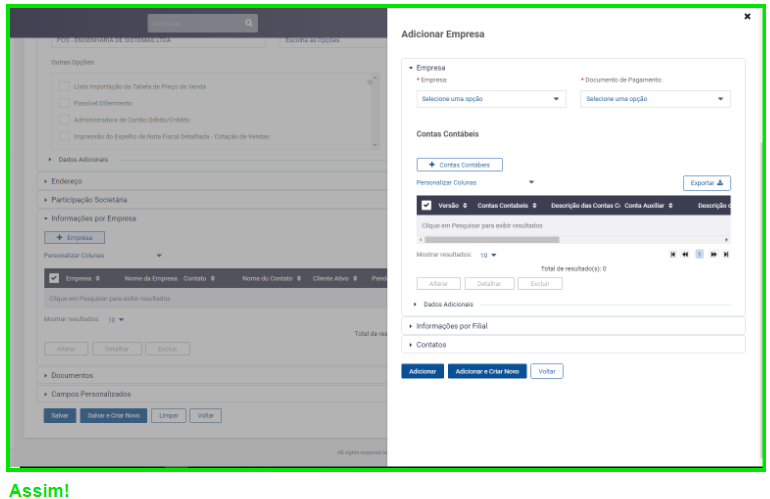 Pesquisar
PO2 - ENGENHARIA DE SISTEMAS LTDA
Escolha as Opções
Outras Opções:
Lista Importação da Tabela de Preço de Venda
Passível Diferimento
Administradora de Cartão Débito/Crédito
Impressão do Espelho de Nota Fiscal Detalhada - Cotação de Vendas
Dados Adicionais
Endereço
Participação Societária
Informações por Empresa
+ Empresa
Personalizar Colunas
Empresa Nome da Empresa Contato Nome do Contato Cliente Ativo Pend
Clique em Pesquisar para exibir resultados
Mostrar resultados: 10
Total de res
Alterar Detalhar Excluir
Documentos
Campos Personalizados
Salvar Salvar e Criar Novo Limpar Voltar
All rights reserved to
×
Adicionar Empresa
Empresa
* Empresa:
* Documento de Pagamento:
Selecione uma opção
Selecione uma opção
Contas Contábeis
+ Contas Contábeis
Personalizar Colunas
Exportar
Versão Contas Contabeis Descrição das Contas C Conta Auxiliar Descrição d
Clique em Pesquisar para exibir resultados
Mostrar resultados: 10
1
Total de resultado(s): 0
Alterar Detalhar Excluir
Dados Adicionais
Informações por Filial
Contatos
Adicionar Adicionar e Criar Novo Voltar
Assim!